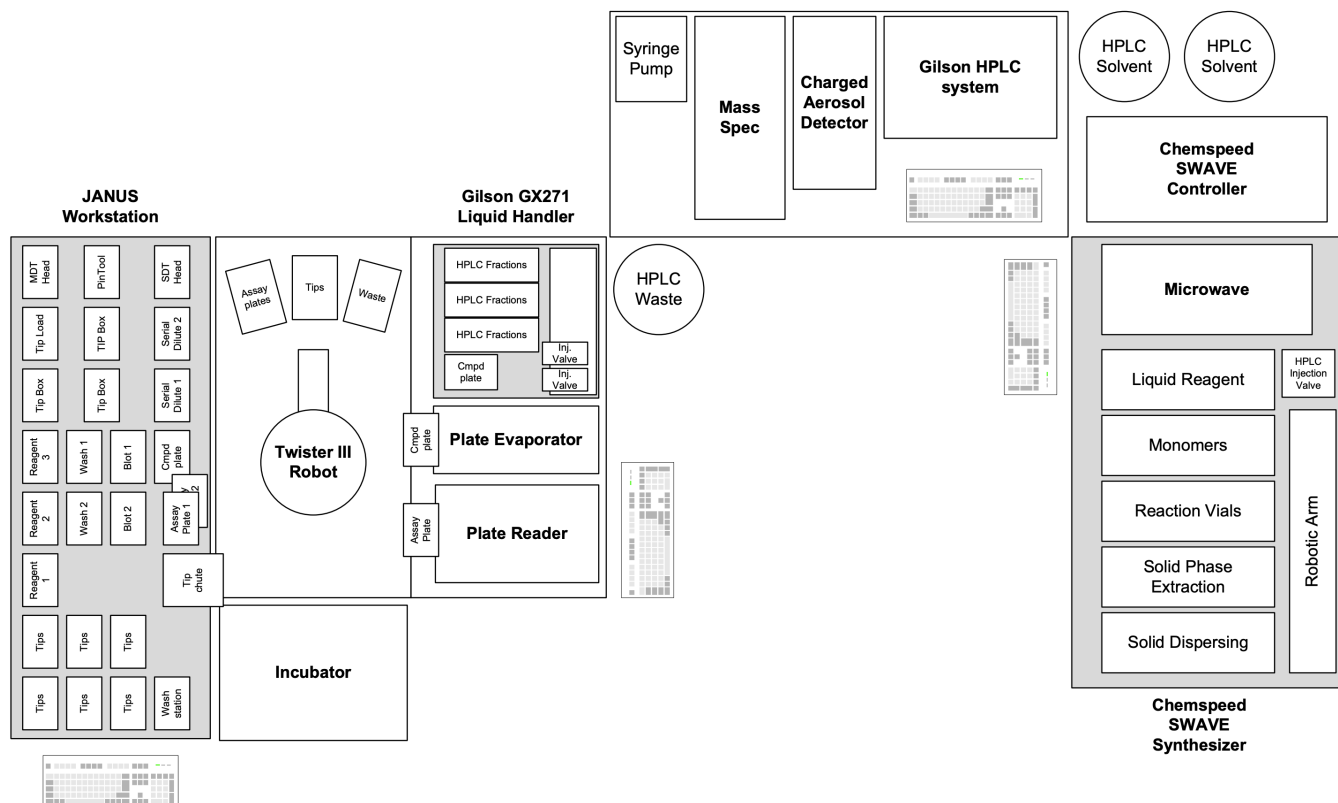 Syringe
Pump
Mass
Spec
Charged
Aerosol
Detector
Gilson HPLC
system
HPLC
Solvent
HPLC
Solvent
Chemspeed
SWAVE
Controller
JANUS
Workstation
MDT
Head
PinTool
SDT
Head
Tip Load
TIP Box
Serial
Dilute 2
Tip Box
Tip Box
Serial
Dilute 1
Reagent
3
Wash 1
Blot 1
Cmpd
plate
Reagent
2
Wash 2
Blot 2
2
Assay
Plate 1
Reagent
1
Tip
chute
Tips
Tips
Tips
Tips
Tips
Tips
Wash
station
Assay
plates
Tips
Waste
Twister III
Robot
Incubator
Gilson GX271
Liquid Handler
HPLC Fractions
HPLC Fractions
HPLC Fractions
Cmpd
plate
Inj.
Valve
Inj.
Valve
Cmpd
plate
Plate Evaporator
Assay
Plate
Plate Reader
HPLC
Waste
Microwave
Liquid Reagent
HPLC
Injection
Valve
Monomers
Reaction Vials
Solid Phase
Extraction
Solid Dispersing
Robotic Arm
Chemspeed
SWAVE
Synthesizer